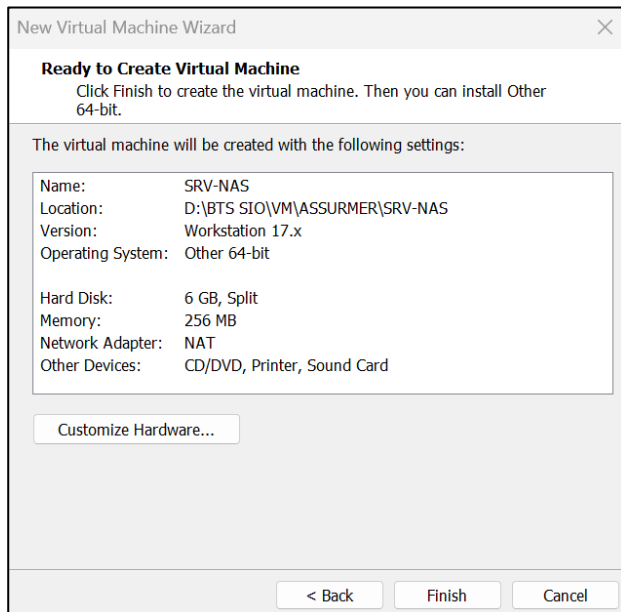 New Virtual Machine Wizard
Ready to Create Virtual Machine
Click Finish to create the virtual machine. Then you can install Other
64-bit.
The virtual machine will be created with the following settings:
Name: SRV-NAS
Location: D:\BTS SIO\VM\ASSURMER\SRV-NAS
Version: Workstation 17.x
Operating System: Other 64-bit
Hard Disk: 6 GB, Split
Memory: 256 MB
Network Adapter: NAT
Other Devices: CD/DVD, Printer, Sound Card
Customize Hardware...
< Back Finish Cancel